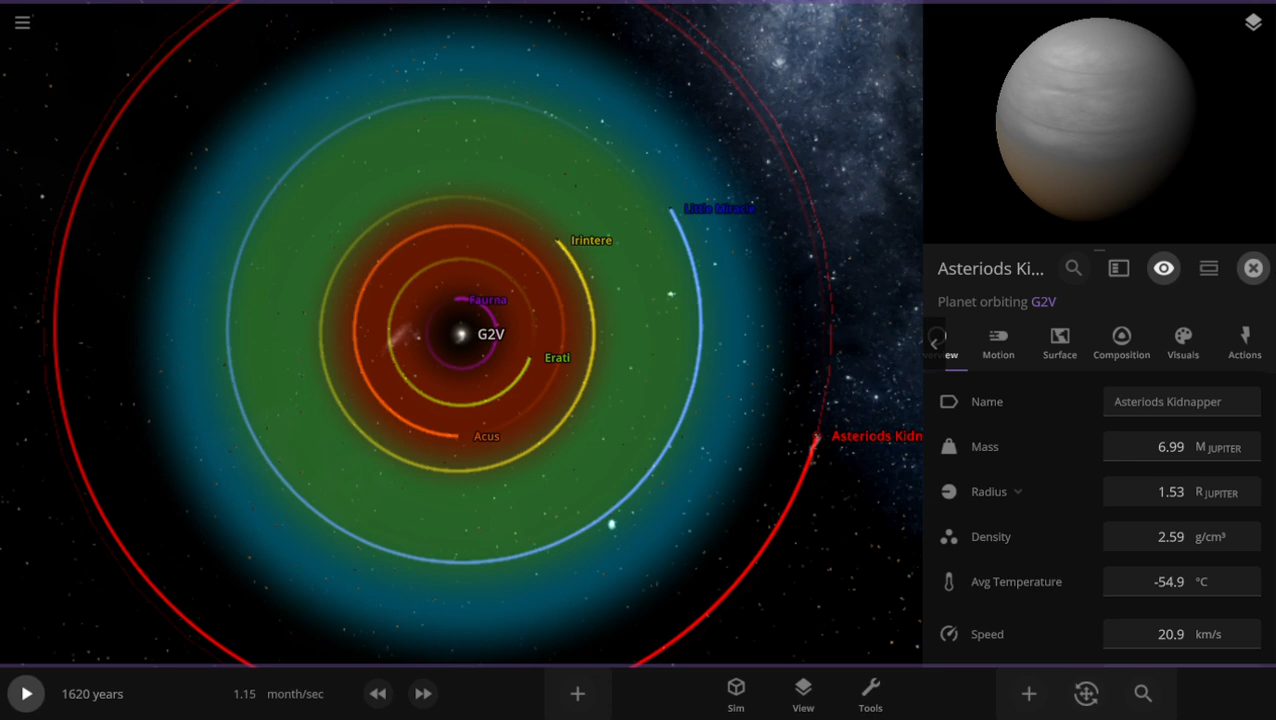 Little Miracle
Irintere
Faurna
G2V
Erati
Acus
Asteriods Kidn
Asteriods Ki...
Planet orbiting G2V
Motion
Surface
Composition
Visuals
Actions
Name
Asteriods Kidnapper
Mass
6.99 M JUPITER
Radius
1.53 R JUPITER
Density
2.59 g/cm³
Avg Temperature
-54.9 °C
Speed
20.9 km/s
1620 years
1.15 month/sec
Sim
View
Tools